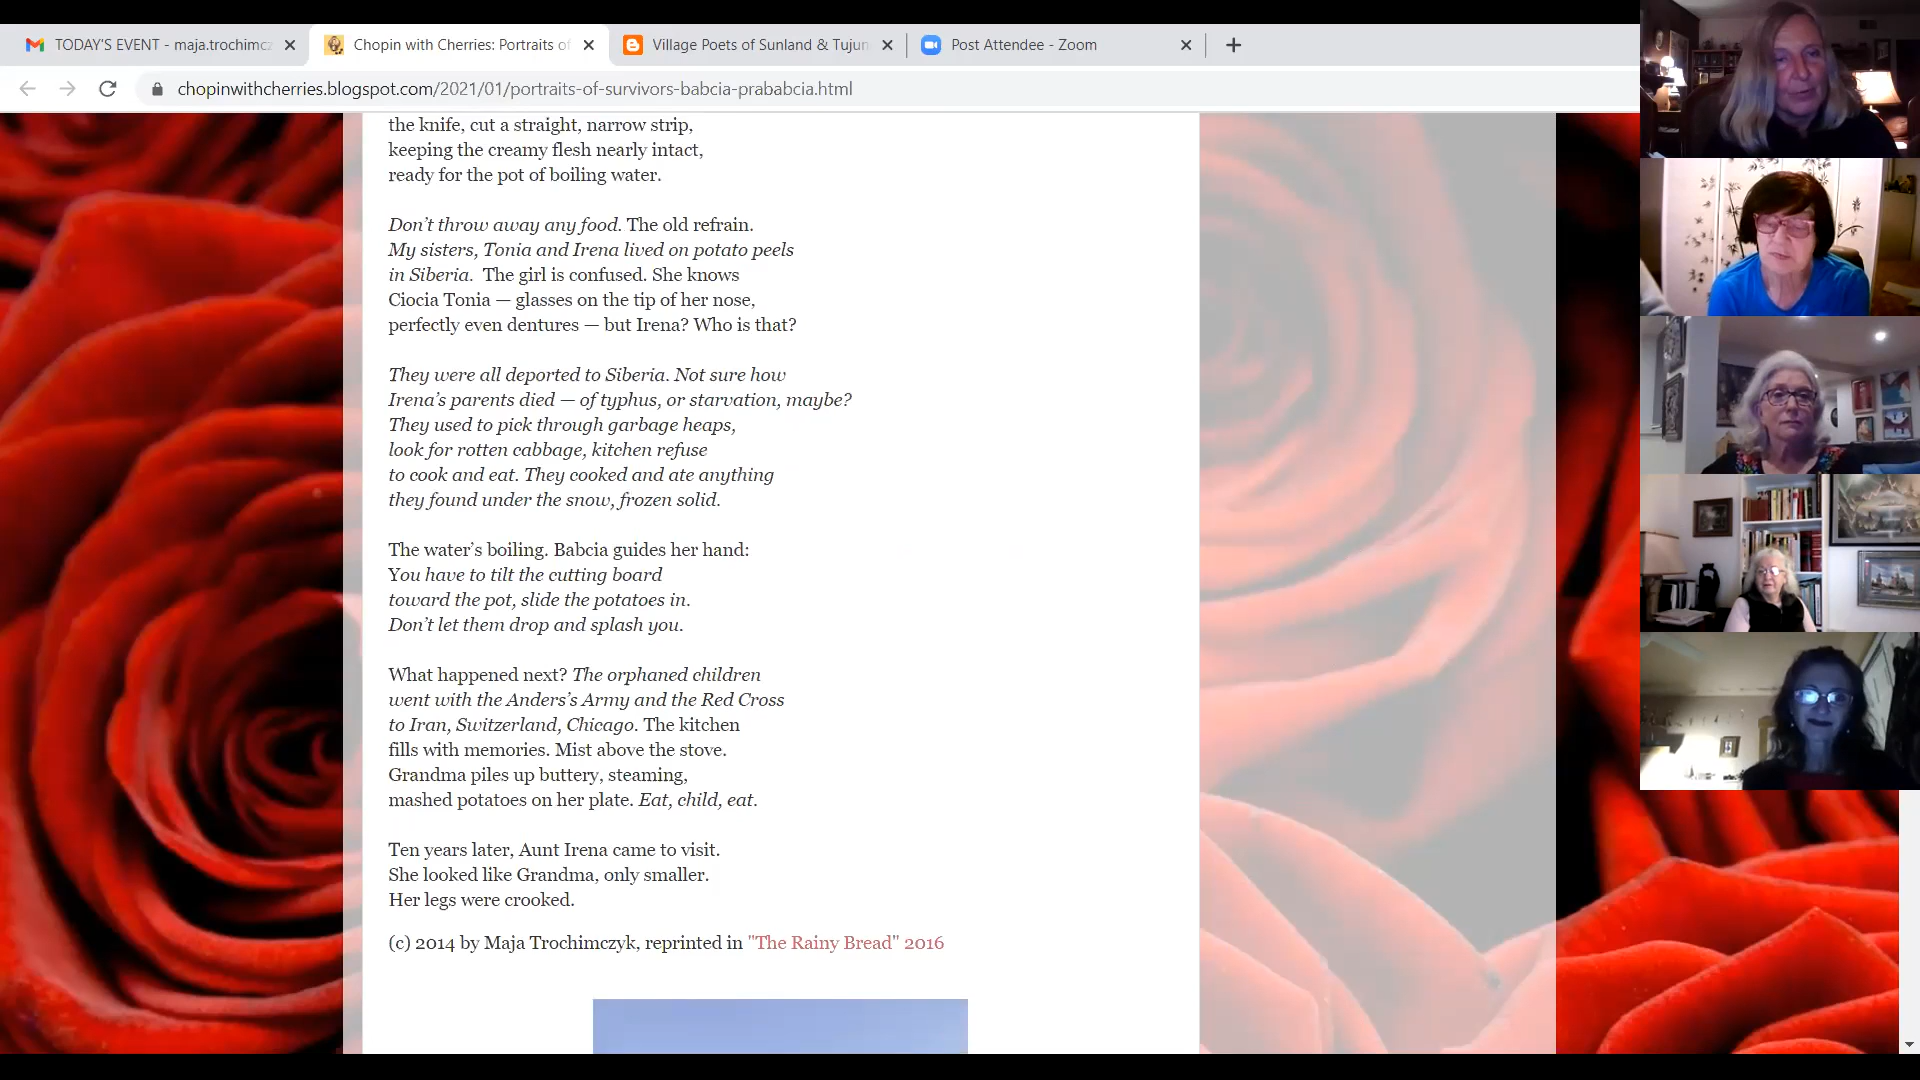 TODAY'S EVENT - maja.trochimcz
Chopin with Cherries: Portraits of
Village Poets of Sunland & Tujun
Post Attendee - Zoom
chopinwithcherries.blogspot.com/2021/01/portraits-of-survivors-babcia-prababcia.html
the knife, cut a straight, narrow strip,
keeping the creamy flesh nearly intact,
ready for the pot of boiling water.
Don’t throw away any food. The old refrain.
My sisters, Tonia and Irena lived on potato peels
in Siberia.  The girl is confused. She knows
Ciocia Tonia — glasses on the tip of her nose,
perfectly even dentures — but Irena? Who is that?
They were all deported to Siberia. Not sure how
Irena’s parents died — of typhus, or starvation, maybe?
They used to pick through garbage heaps,
look for rotten cabbage, kitchen refuse
to cook and eat. They cooked and ate anything
they found under the snow, frozen solid.
The water’s boiling. Babcia guides her hand:
You have to tilt the cutting board
toward the pot, slide the potatoes in.
Don’t let them drop and splash you.
What happened next? The orphaned children
went with the Anders’s Army and the Red Cross
to Iran, Switzerland, Chicago. The kitchen
fills with memories. Mist above the stove.
Grandma piles up buttery, steaming,
mashed potatoes on her plate. Eat, child, eat.
Ten years later, Aunt Irena came to visit.
She looked like Grandma, only smaller.
Her legs were crooked.
(c) 2014 by Maja Trochimczyk, reprinted in "The Rainy Bread" 2016